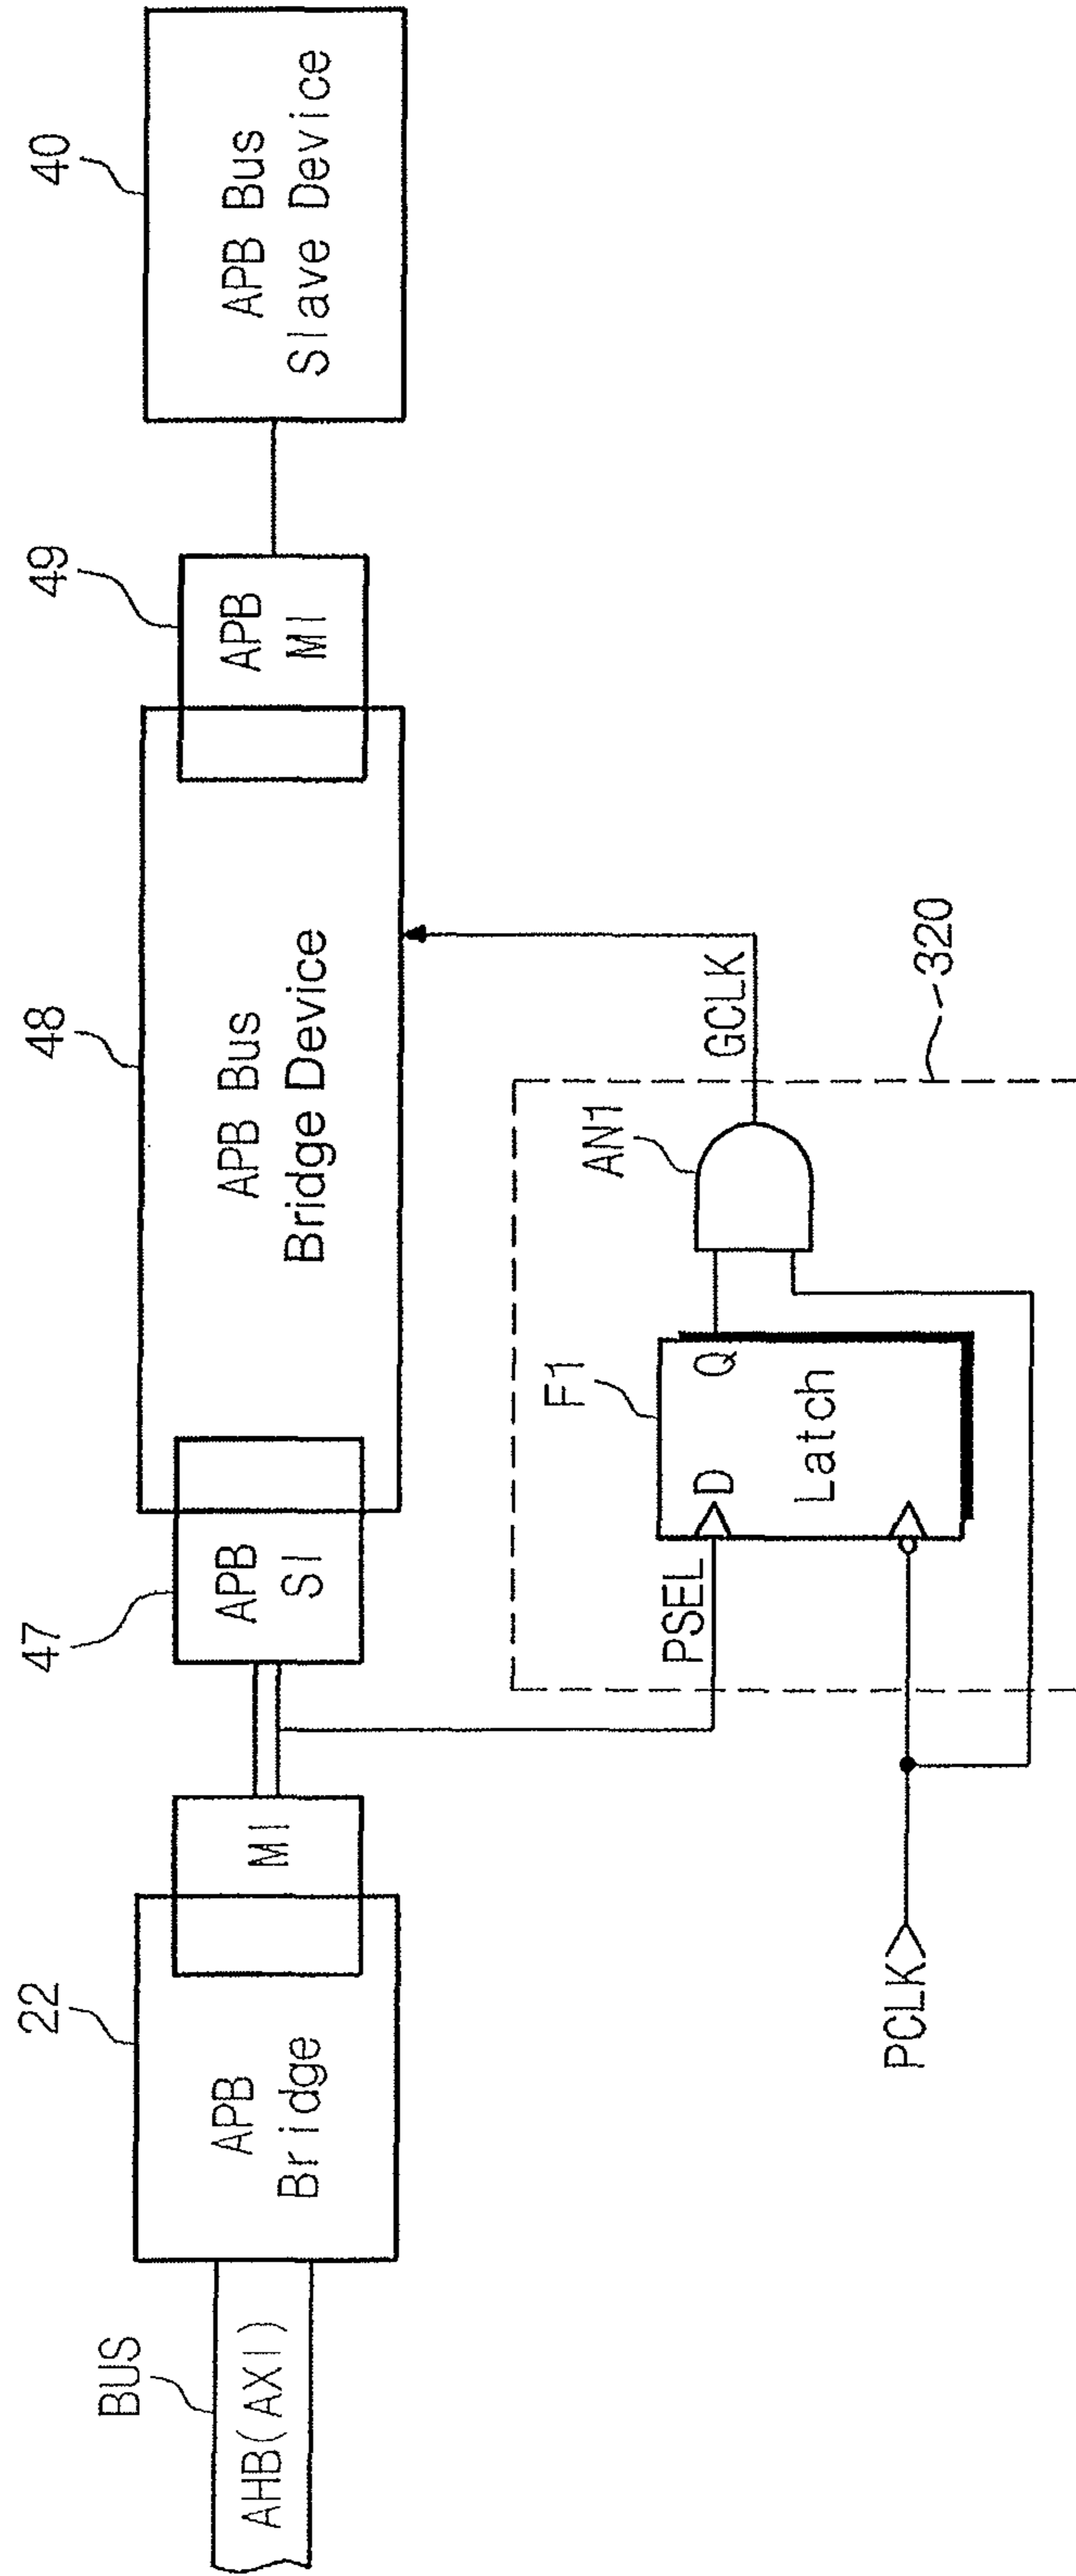 BUS
22
47
48
49
40
AHB(AXI)
APB
Bridge
MI
APB
SI
APB Bus
Bridge Device
APB
MI
APB Bus
Slave Device
PSEL
F1
D
Q
Latch
AN1
GCLK
320
PCLK